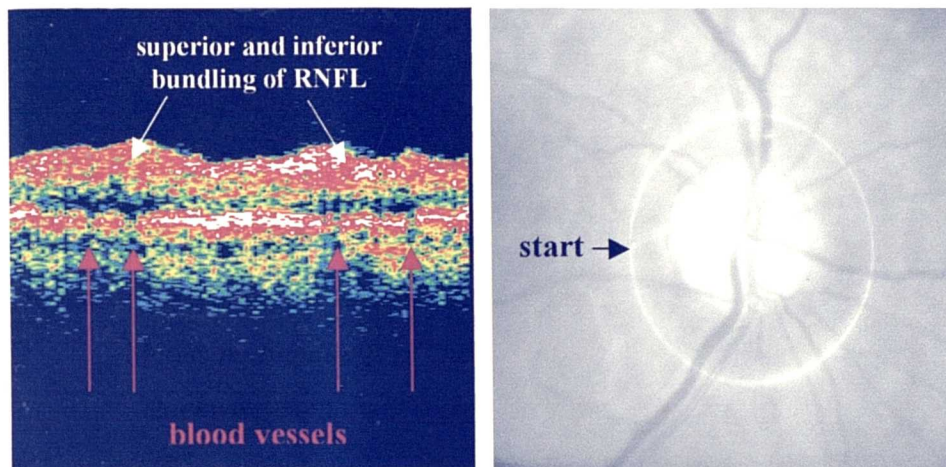 superior and inferior
bundling of RNFL
blood vessels
start